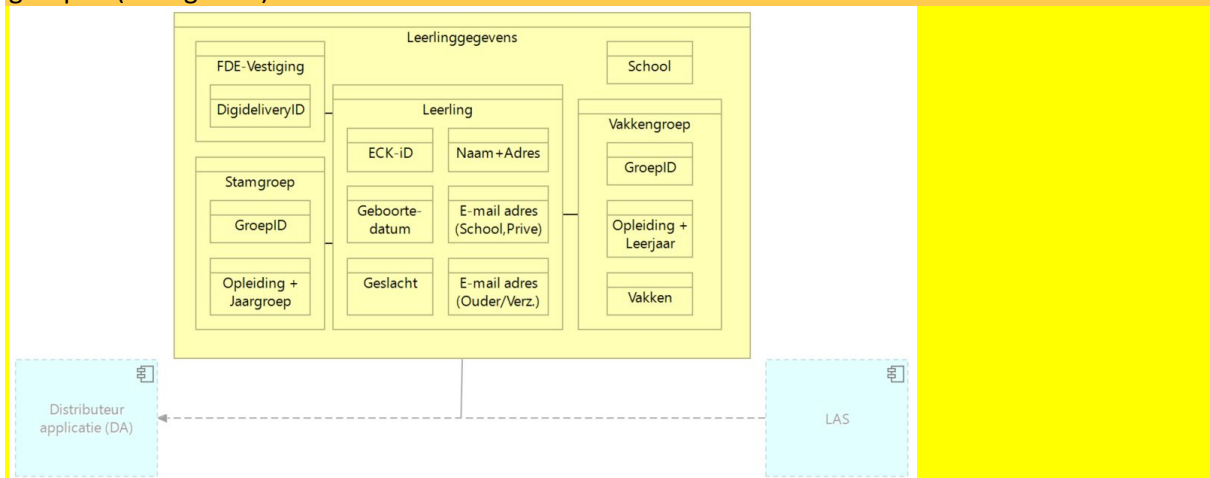 Leerlinggegevens
FDE-Vestiging
DigideliveryID
School
Leerling
ECK-iD
Naam+Adres
Geboorte-
datum
E-mail adres
(School,Prive)
Geslacht
E-mail adres
(Ouder/Verz.)
Stamgroep
GroepID
Opleiding +
Jaargroep
Vakkengroep
GroepID
Opleiding +
Leerjaar
Vakken
Distributeur
applicatie (DA)
LAS